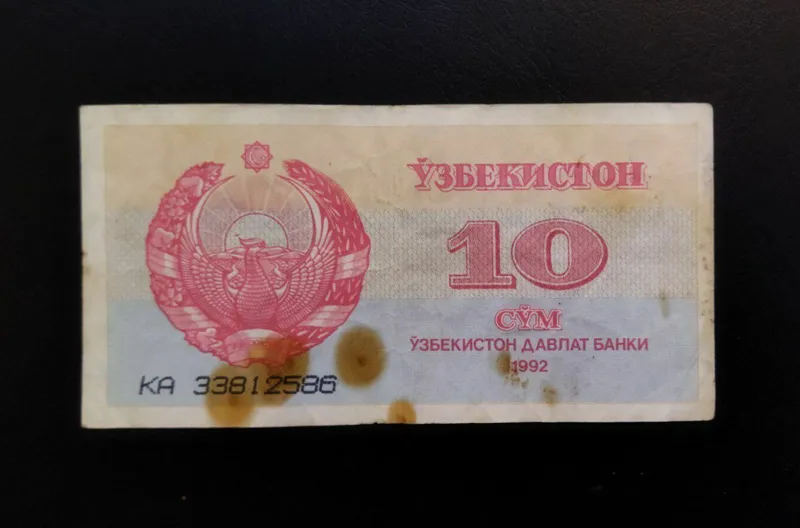 ЎЗБЕКИСТОН
10
СЎМ
ЎЗБЕКИСТОН ДАВЛАТ БАНКИ
1992
КА 33812586